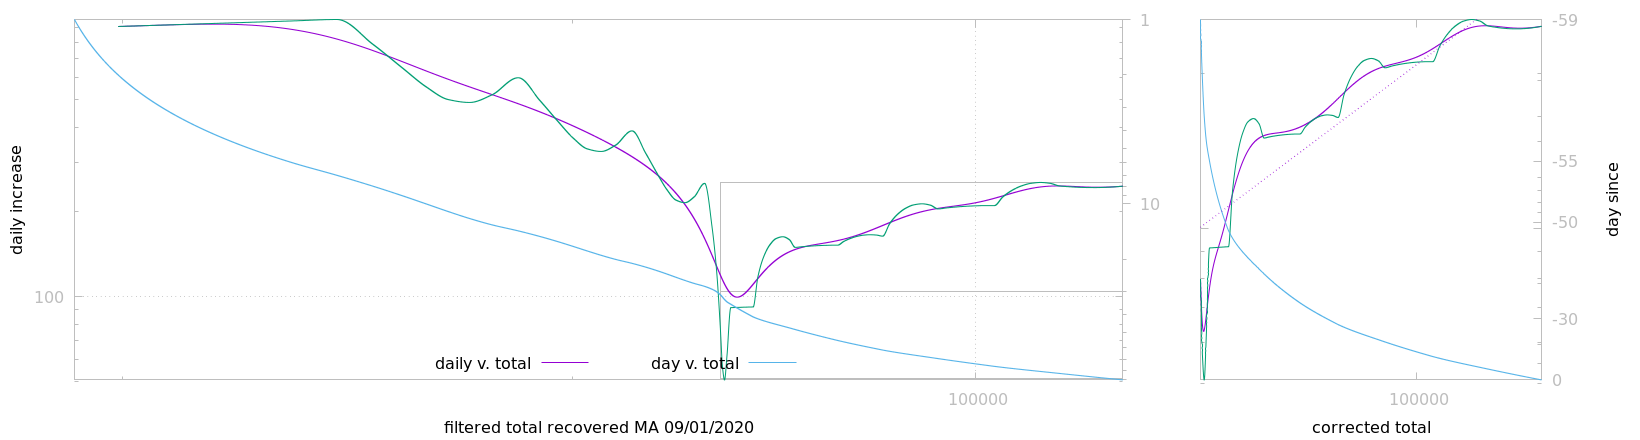 1
-59
daily increase
-55
day since
10
-50
100
-30
daily v. total
day v. total
0
100000
100000
filtered total recovered MA 09/01/2020
corrected total